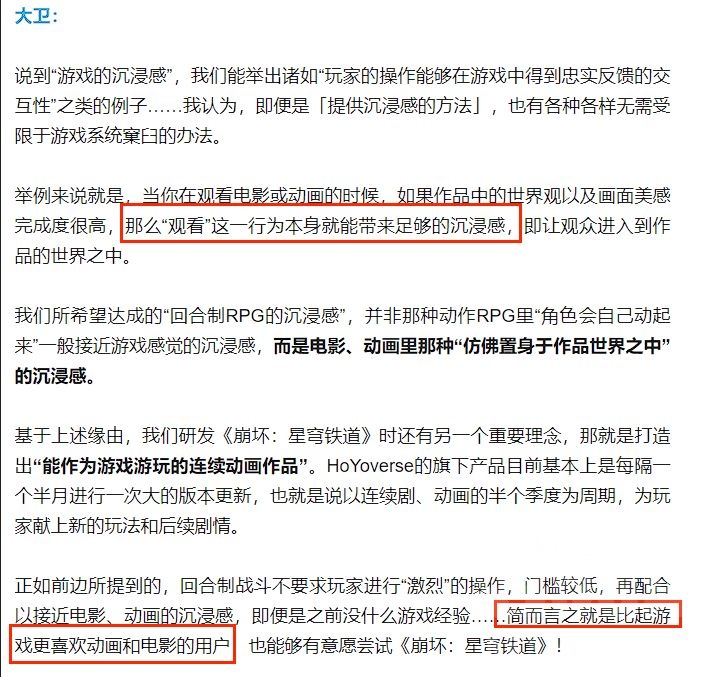 大卫：
说到“游戏的沉浸感”，我们能举出诸如“玩家的操作能够在游戏中得到忠实反馈的交
互性”之类的例子……我认为，即便是「提供沉浸感的方法」，也有各种各样无需受
限于游戏系统窠臼的办法。
举例来说就是，当你在观看电影或动画的时候，如果作品中的世界观以及画面美感
完成度很高，那么“观看”这一行为本身就能带来足够的沉浸感，即让观众进入到作
品的世界之中。
我们所希望达成的“回合制RPG的沉浸感”，并非那种动作RPG里“角色会自己动起
来”一般接近游戏感觉的沉浸感，而是电影、动画里那种“仿佛置身于作品世界之中”
的沉浸感。
基于上述缘由，我们研发《崩坏：星穹铁道》时还有另一个重要理念，那就是打造
出“能作为游戏游玩的连续动画作品”。HoYoverse的旗下产品目前基本上是每隔一
个半月进行一次大的版本更新，也就是说以连续剧、动画的半个季度为周期，为玩
家献上新的玩法和后续剧情。
正如前边所提到的，回合制战斗不要求玩家进行“激烈”的操作，门槛较低，再配合
以接近电影、动画的沉浸感，即便是之前没什么游戏经验……简而言之就是比起游
戏更喜欢动画和电影的用户 也能够有意愿尝试《崩坏：星穹铁道》！